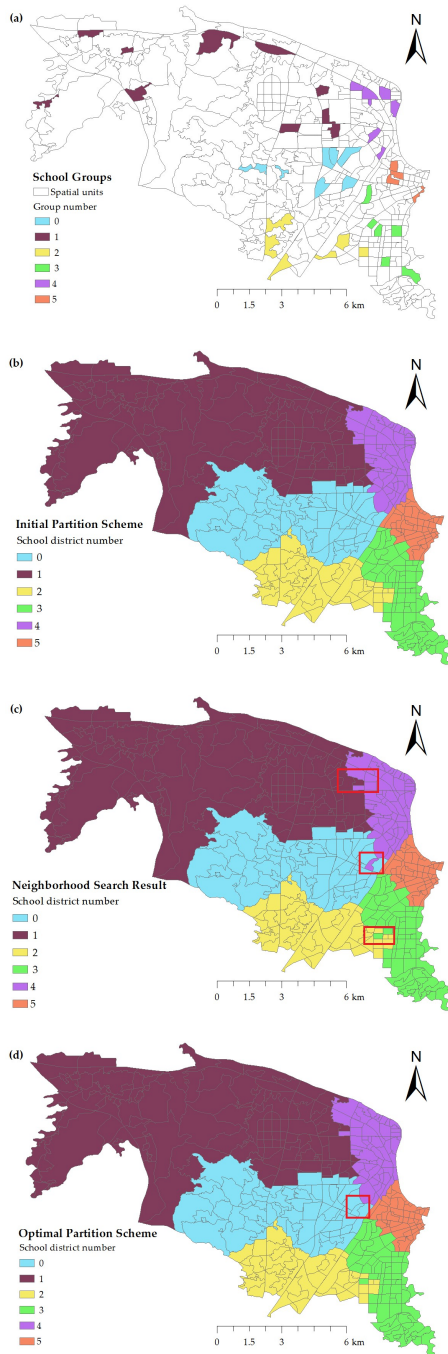 (a)
N
School Groups
Spatial units
Group number
0
1
2
3
4
5
0 1.5 3 6 km
(b)
N
Initial Partition Scheme
School district number
0
1
2
3
4
5
0 1.5 3 6 km
(c)
N
Neighborhood Search Result
School district number
0
1
2
3
4
5
0 1.5 3 6 km
(d)
N
Optimal Partition Scheme
School district number
0
1
2
3
4
5
0 1.5 3 6 km